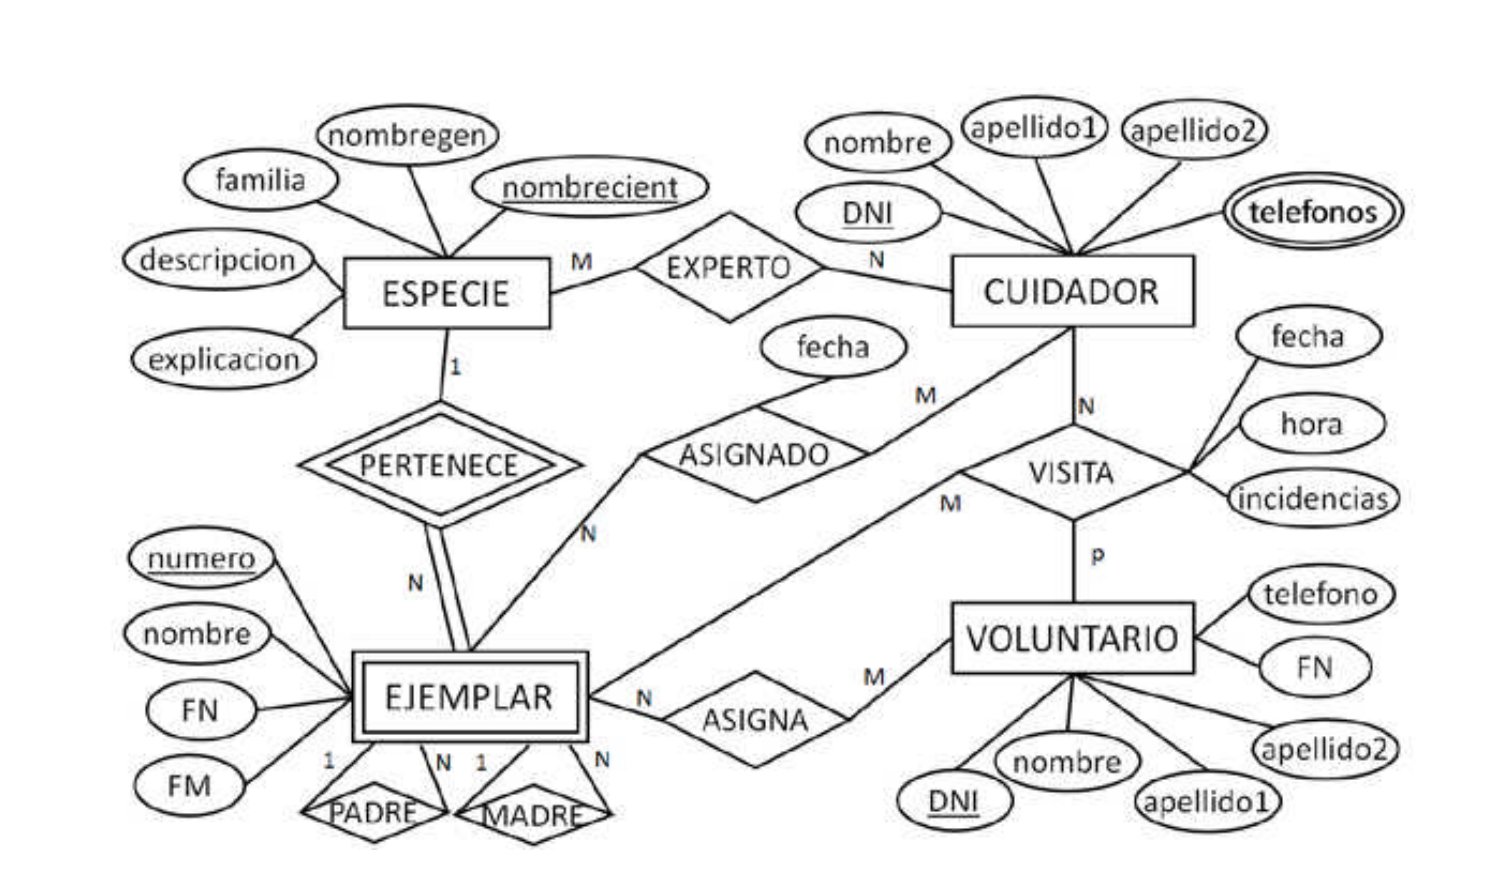 nombregen
familia
nombrecient
descripcion
ESPECIE
explicacion
M
EXPERTO
N
nombre
apellido1
apellido2
DNI
telefonos
CUIDADOR
1
fecha
fecha
M
N
hora
PERTENECE
ASIGNADO
VISITA
incidencias
M
N
P
numero
N
nombre
telefono
VOLUNTARIO
FN
EJEMPLAR
N
M
FN
ASIGNA
FM
1
N
1
N
PADRE
MADRE
nombre
apellido2
DNI
apellido1